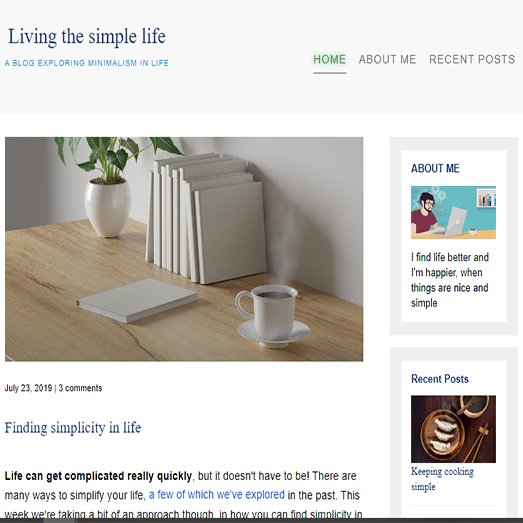 Living the simple life
A BLOG EXPLORING MINIMALISM IN LIFE
HOME ABOUT ME RECENT POSTS
July 23, 2019 | 3 comments
Finding simplicity in life
Life can get complicated really quickly, but it doesn't have to be! There are
many ways to simplify your life, a few of which we've explored in the past. This
week we're taking a bit of an approach though, in how you can find simplicity in
ABOUT ME
I find life better and
I'm happier, when
things are nice and
simple
Recent Posts
Keeping cooking
simple